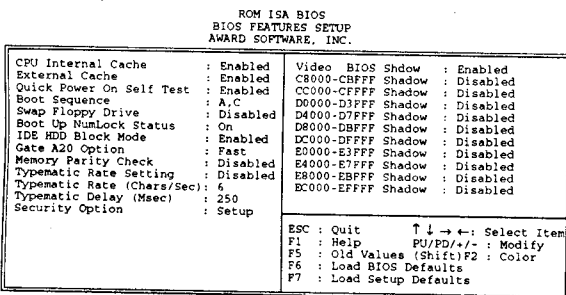 ROM ISA BIOS
BIOS FEATURES SETUP
AWARD SOFTWARE, INC.
CPU Internal Cache : Enabled
External Cache : Enabled
Quick Power On Self Test : Enabled
Boot Sequence : A,C
Swap Floppy Drive : Disabled
Boot Up NumLock Status : On
IDE HDD Block Mode : Enabled
Gate A20 Option : Fast
Memory Parity Check : Disabled
Typematic Rate Setting : Disabled
Typematic Rate (Chars/Sec): 6
Typematic Delay (Msec) : 250
Security Option : Setup
Video BIOS Shdow : Enabled
C8000-CBFFF Shadow : Disabled
CC000-CFFFF Shadow : Disabled
D0000-D3FFF Shadow : Disabled
D4000-D7FFF Shadow : Disabled
D8000-DBFFF Shadow : Disabled
DC000-DFFFF Shadow : Disabled
E0000-E3FFF Shadow : Disabled
E4000-E7FFF Shadow : Disabled
E8000-EBFFF Shadow : Disabled
EC000-EFFFF Shadow : Disabled
ESC : Quit ↑ ↓ → ←: Select Item
F1 : Help PU/PD/+/- : Modify
F5 : Old Values (Shift)F2 : Color
F6 : Load BIOS Defaults
F7 : Load Setup Defaults